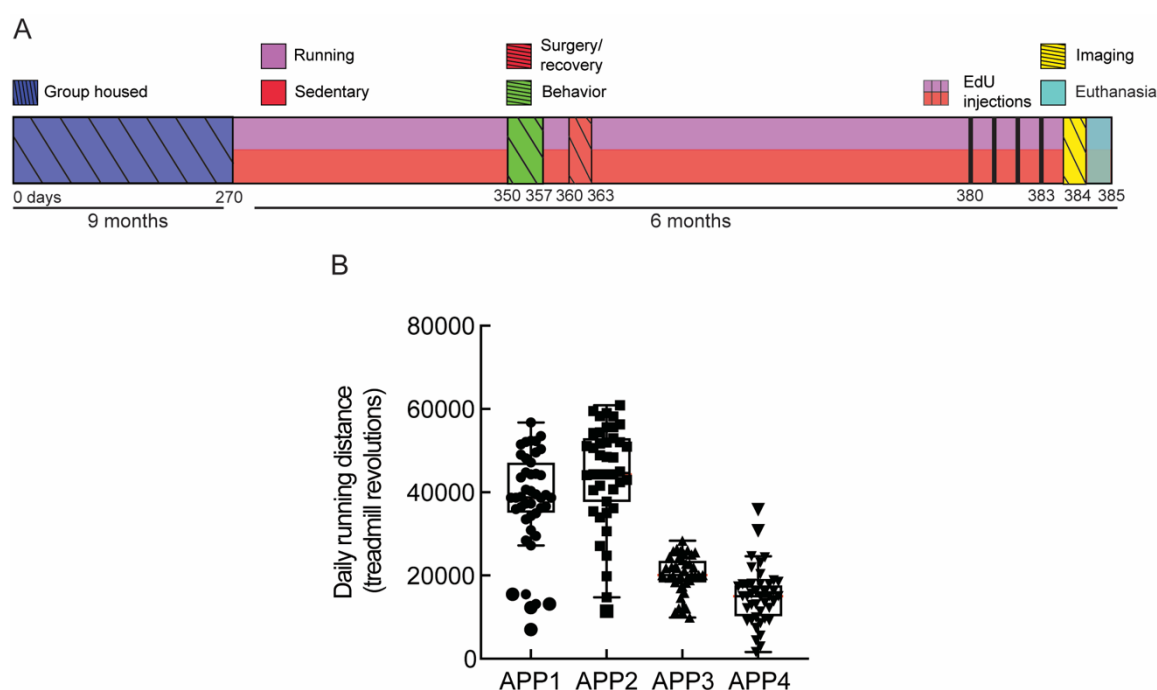 A
Running
Surgery/
recovery
Imaging
Group housed
Sedentary
Behavior
EdU
injections
Euthanasia
0 days 270 350 357 360 363 380 383 384 385
9 months 6 months
B
Daily running distance
(treadmill revolutions)
80000
60000
40000
20000
0
APP1 APP2 APP3 APP4